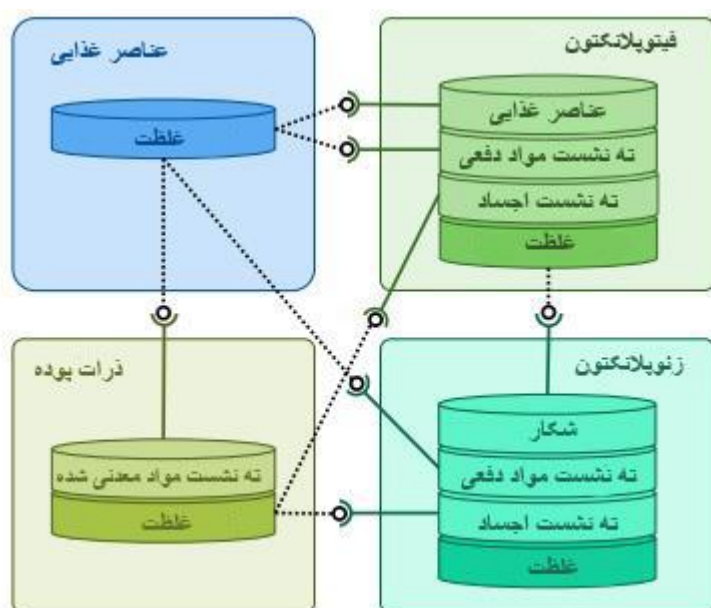 فیتوپلانکتون
عناصر غذایی
ته نشست مواد دفعی
ته نشست اجساد
غلظت
عناصر غذایی
غلظت
زئوپلانکتون
شکار
ته نشست مواد دفعی
ته نشست اجساد
غلظت
ذرات پوده
ته نشست مواد معدنی شده
غلظت